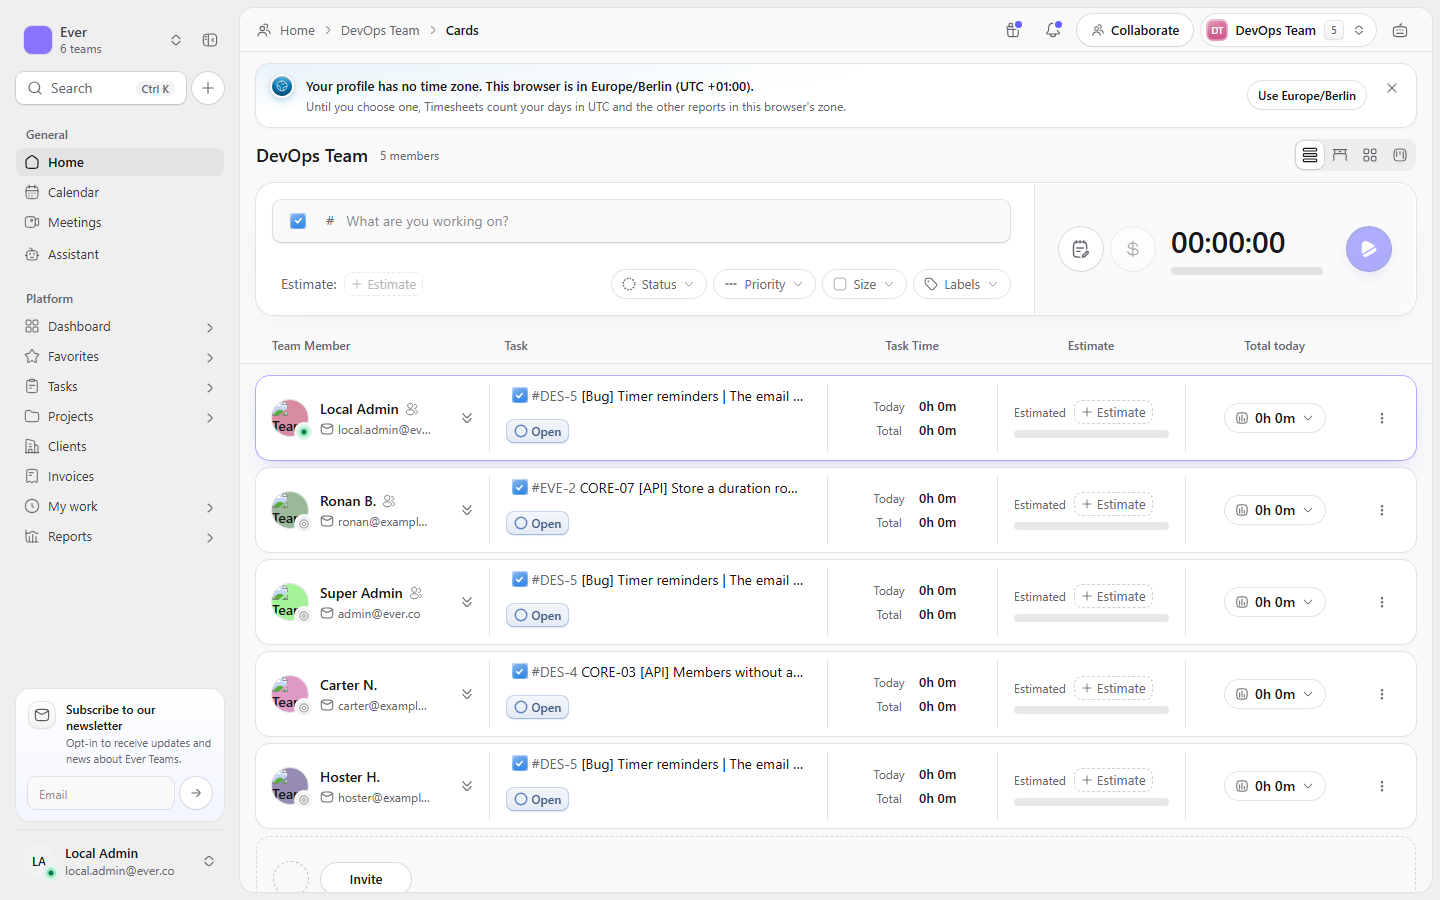 Ever
6 teams
Search
Ctrl K
General
Home
Calendar
Meetings
Assistant
Platform
Dashboard
Favorites
Tasks
Projects
Clients
Invoices
My work
Reports
Subscribe to our
newsletter
Opt-in to receive updates and
news about Ever Teams.
Email
LA
Local Admin
local.admin@ever.co
Home
DevOps Team
Cards
Collaborate
DT
DevOps Team
5
Your profile has no time zone. This browser is in Europe/Berlin (UTC +01:00).
Until you choose one, Timesheets count your days in UTC and the other reports in this browser's zone.
Use Europe/Berlin
DevOps Team
5 members
# What are you working on?
Estimate:
+ Estimate
Status
Priority
Size
Labels
$
00:00:00
Team Member
Task
Task Time
Estimate
Total today
Local Admin
local.admin@ev...
#DES-5 [Bug] Timer reminders | The email ...
Open
Today 0h 0m
Total 0h 0m
Estimated + Estimate
0h 0m
Ronan B.
ronan@exampl...
#EVE-2 CORE-07 [API] Store a duration ro...
Open
Today 0h 0m
Total 0h 0m
Estimated + Estimate
0h 0m
Super Admin
admin@ever.co
#DES-5 [Bug] Timer reminders | The email ...
Open
Today 0h 0m
Total 0h 0m
Estimated + Estimate
0h 0m
Carter N.
carter@exampl...
#DES-4 CORE-03 [API] Members without a...
Open
Today 0h 0m
Total 0h 0m
Estimated + Estimate
0h 0m
Hoster H.
hoster@exampl...
#DES-5 [Bug] Timer reminders | The email ...
Open
Today 0h 0m
Total 0h 0m
Estimated + Estimate
0h 0m
Invite